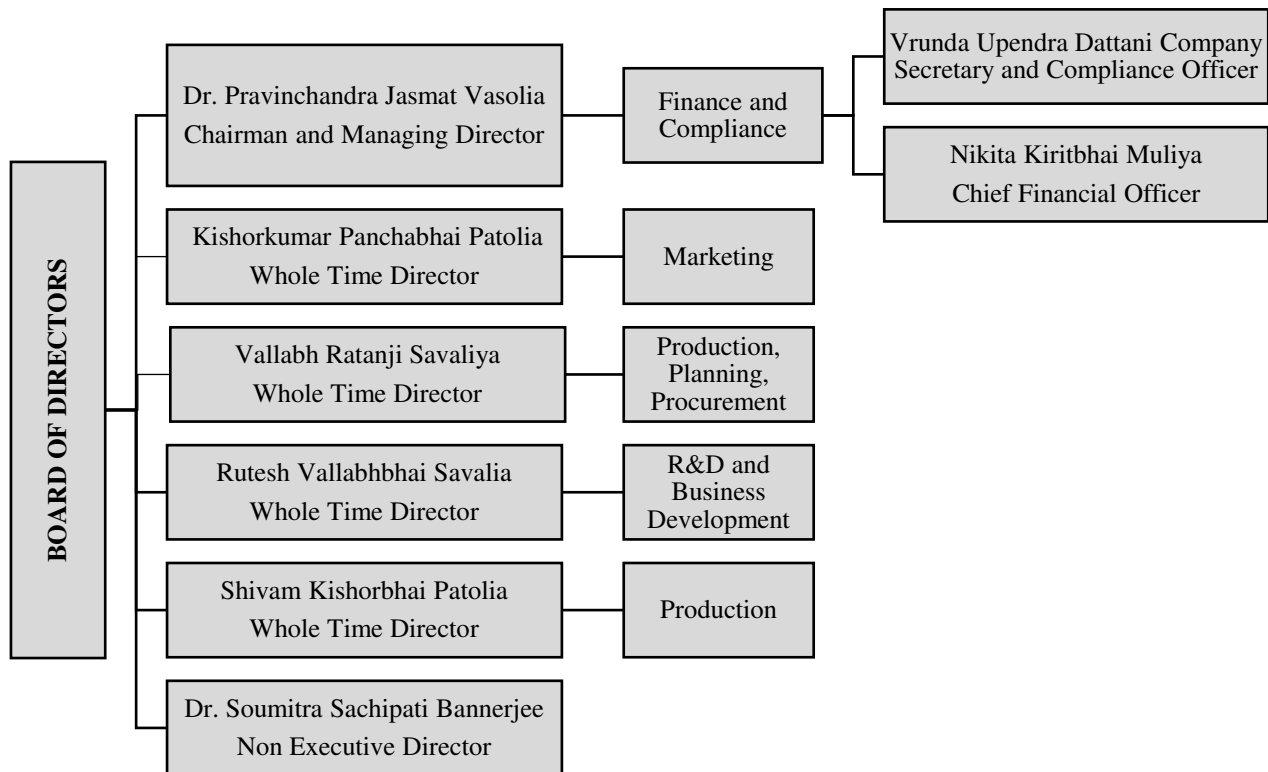 BOARD OF DIRECTORS
Dr. Pravinchandra Jasmat Vasolia
Chairman and Managing Director
Finance and
Compliance
Vrunda Upendra Dattani Company
Secretary and Compliance Officer
Nikita Kiritbhai Muliya
Chief Financial Officer
Kishorkumar Panchabhai Patolia
Whole Time Director
Marketing
Vallabh Ratanji Savaliya
Whole Time Director
Production,
Planning,
Procurement
Rutesh Vallabhbhai Savalia
Whole Time Director
R&D and
Business
Development
Shivam Kishorbhai Patolia
Whole Time Director
Production
Dr. Soumitra Sachipati Bannerjee
Non Executive Director